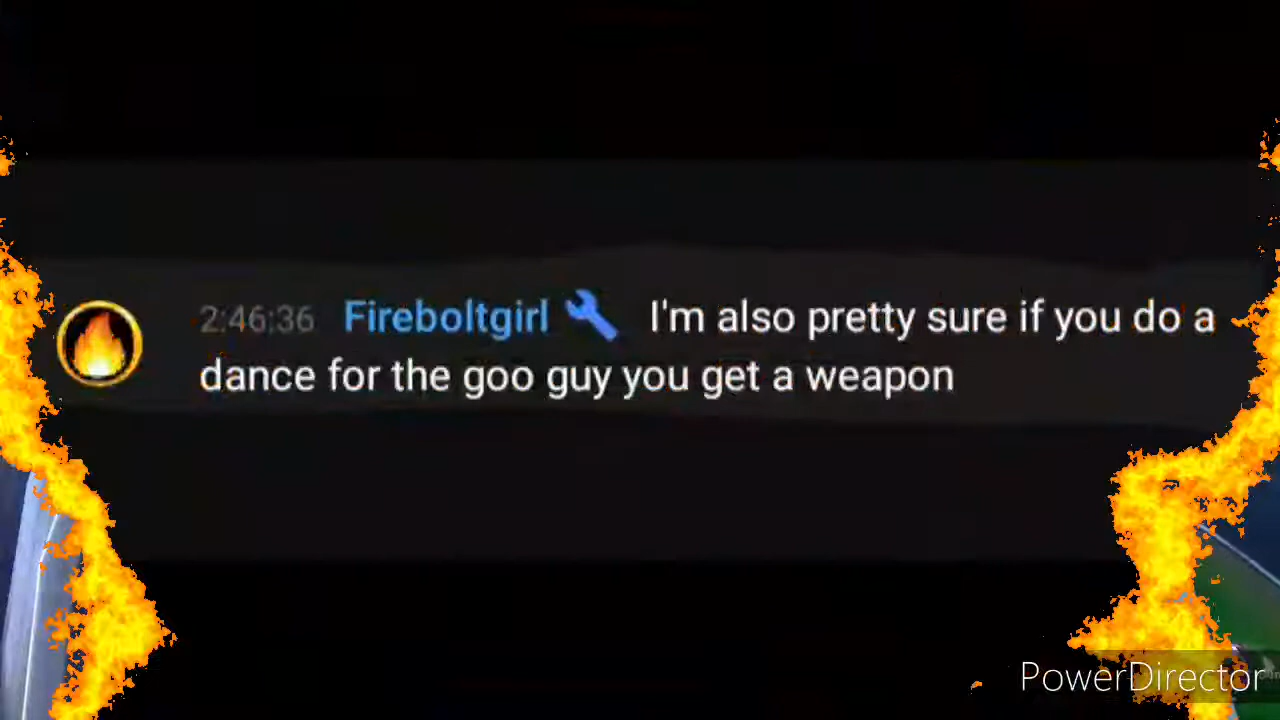 2:46:36 Fireboltgirl I'm also pretty sure if you do a
dance for the goo guy you get a weapon
PowerDirector